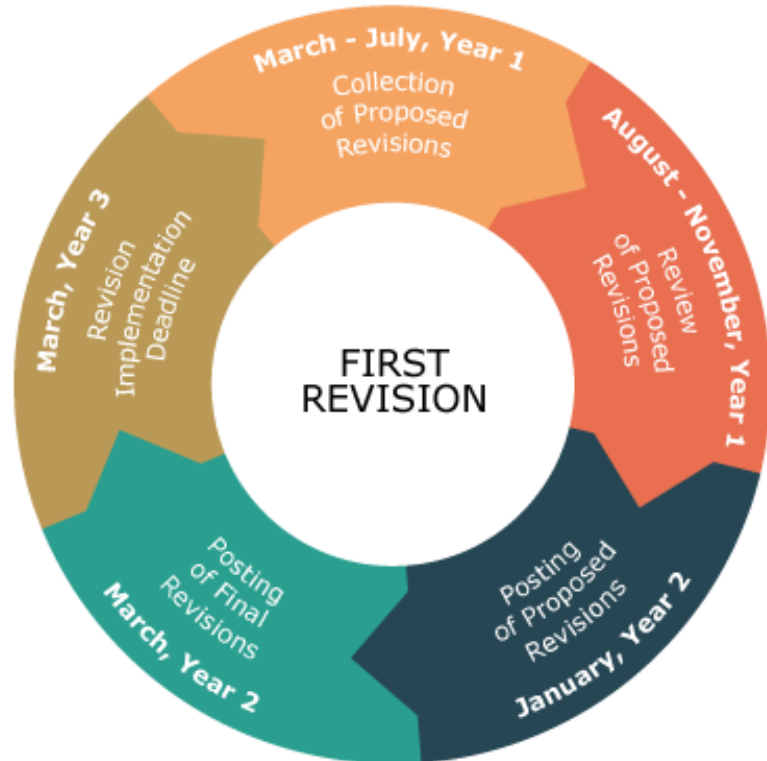 March - July, Year 1
Collection
of Proposed
Revisions
August - November, Year 1
Review
of Proposed
Revisions
January, Year 2
Posting
of Proposed
Revisions
March, Year 2
Posting
of Final
Revisions
March, Year 3
Revision
Implementation
Deadline
FIRST
REVISION